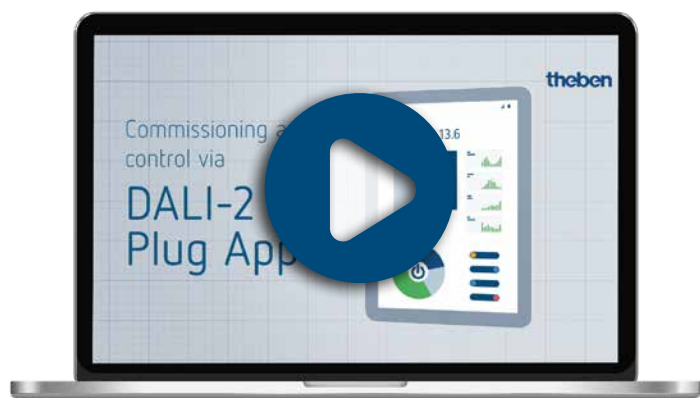 theben
Commissioning a
control via
DALI-2
Plug App
13.6